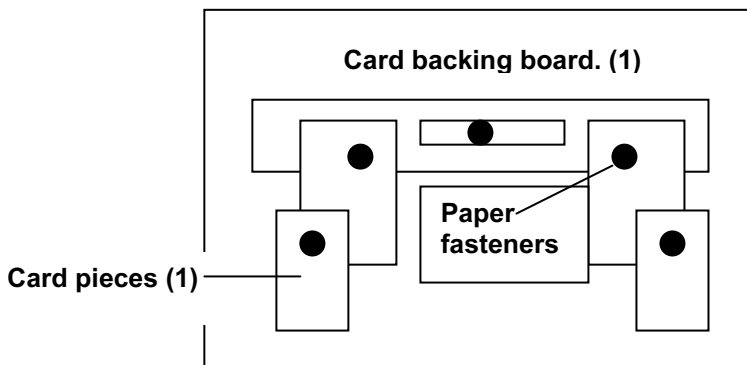 Card backing board. (1)
Paper
fasteners
Card pieces (1)